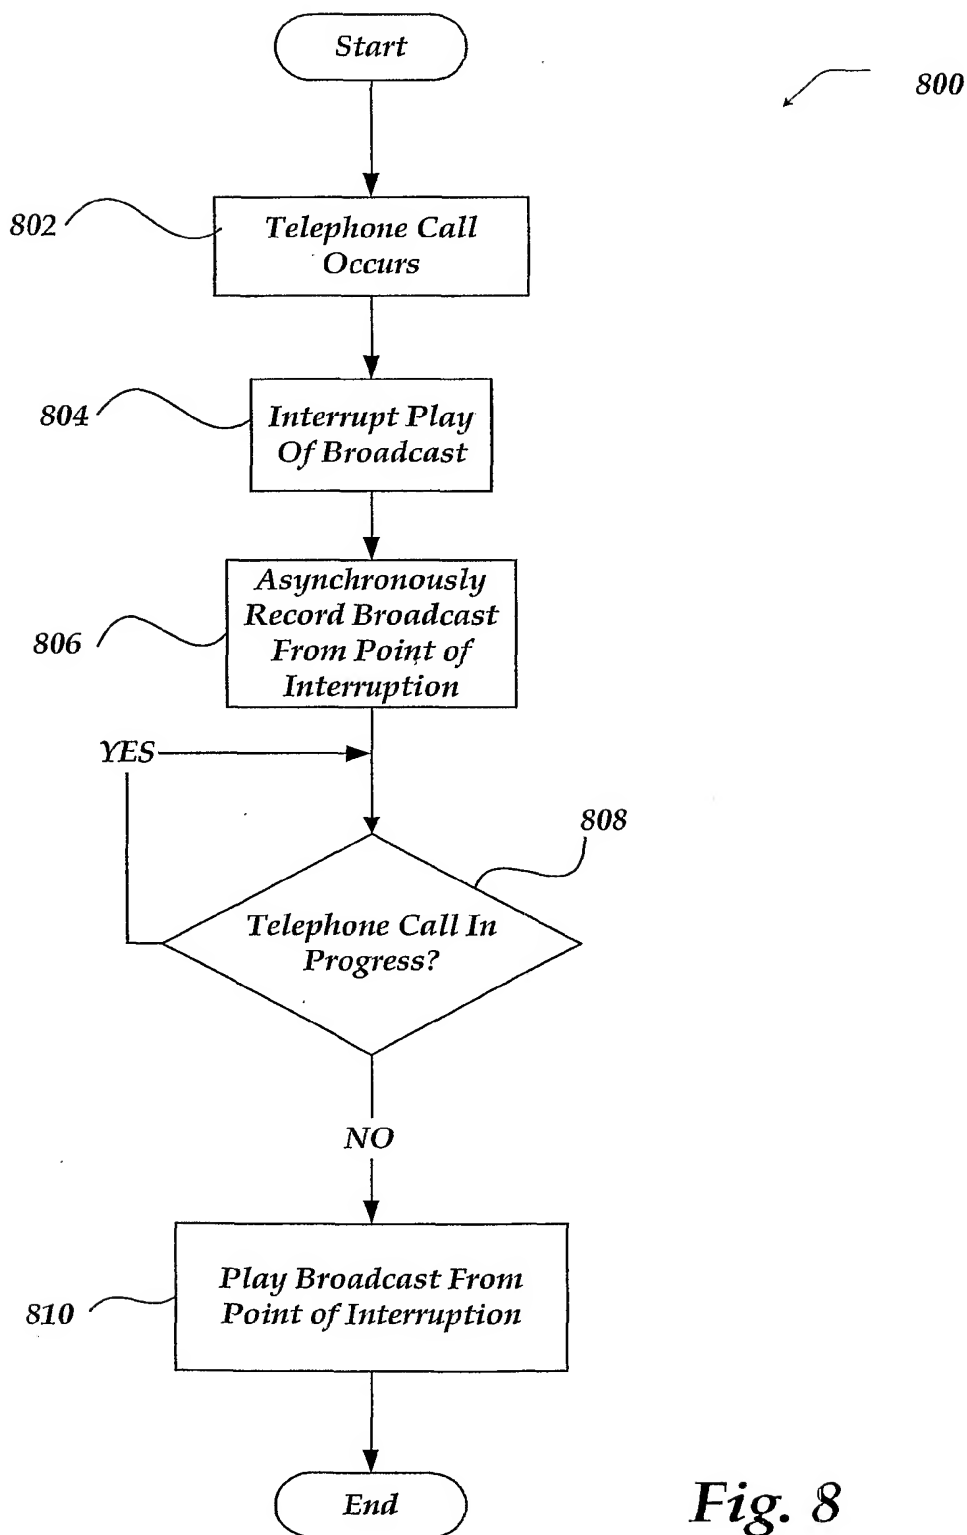 Start
800
802
Telephone Call
Occurs
804
Interrupt Play
Of Broadcast
806
Asynchronously
Record Broadcast
From Point of
Interruption
YES
808
Telephone Call In
Progress?
NO
810
Play Broadcast From
Point of Interruption
End
Fig. 8